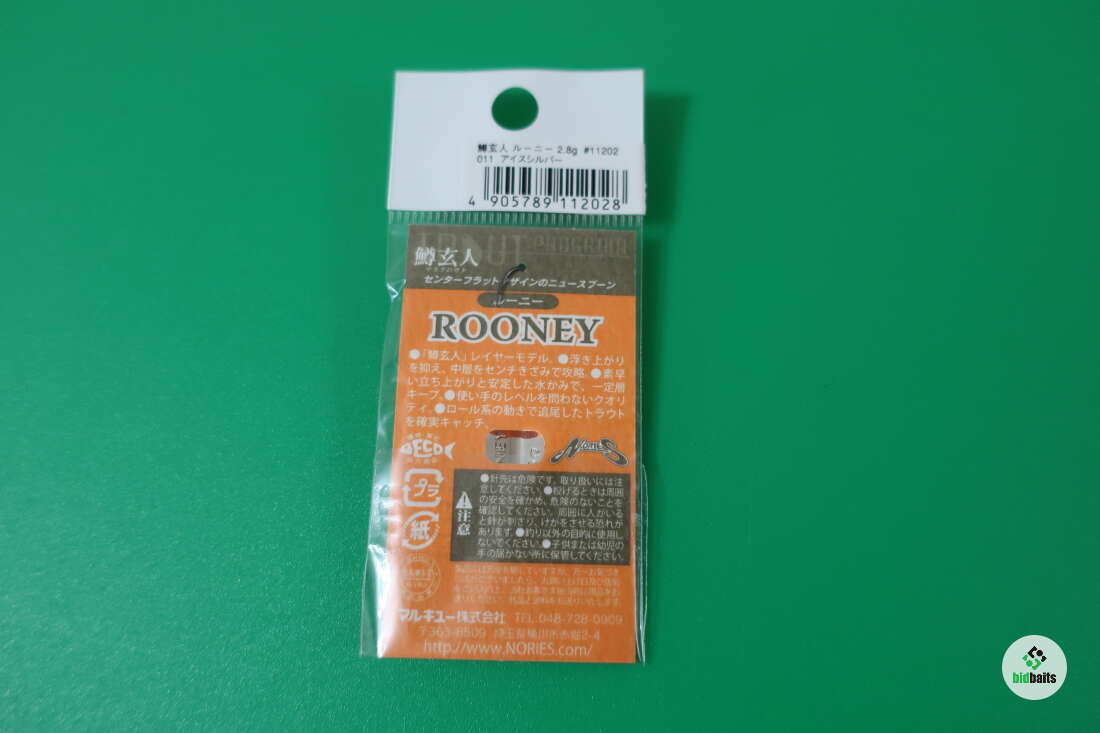 鱒玄人 ルーニー 2.8g #11202
011 アイスシルバー
4 905789 112028
TROUT PROGRAM
鱒玄人
センターフラットデザインのニュースプーン
ルーニー
ROONEY
●「鱒玄人」レイヤーモデル。●浮き上がり
を抑え、中層をセンチきざみで攻略。●素早
い立ち上がりと安定した水かみで、一定層
キープ。●使い手のレベルを問わないクオリ
ティ。●ロール系の動きで追尾したトラウト
を確実キャッチ。
ECO
NORIES
プラ
紙
注意
●針先は危険です。取り扱いには注
意してください。●投げるときは周囲
の安全を確かめ、危険のないことを
確認してください。周囲に人がいる
と針が刺さり、けがをさせる恐れが
あります。●釣り以外の目的に使用し
ないでください。●子供または幼児の
手の届かない所に保管してください。
マルキユー株式会社 TEL.048-728-0909
〒363-8509 埼玉県桶川市赤堀2-4
http://www.NORIES.com/
bidbaits